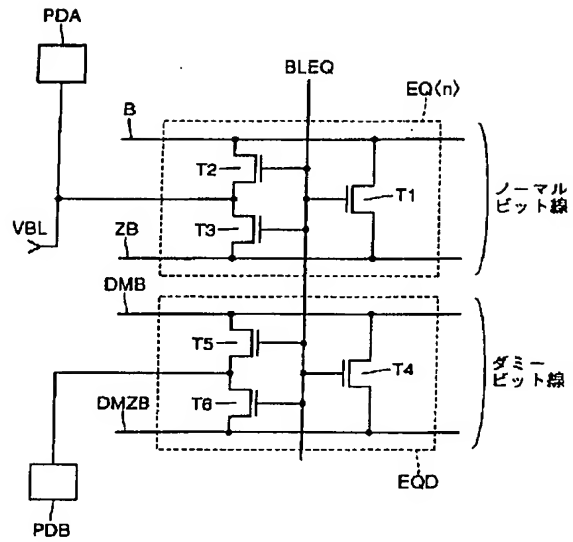 PDA
BLEQ
EQ⟨n⟩
B
T2
T1
T3
VBL
ZB
ノーマル
ビット線
DMB
T5
T4
T6
DMZB
ダミー
ビット線
EQD
PDB